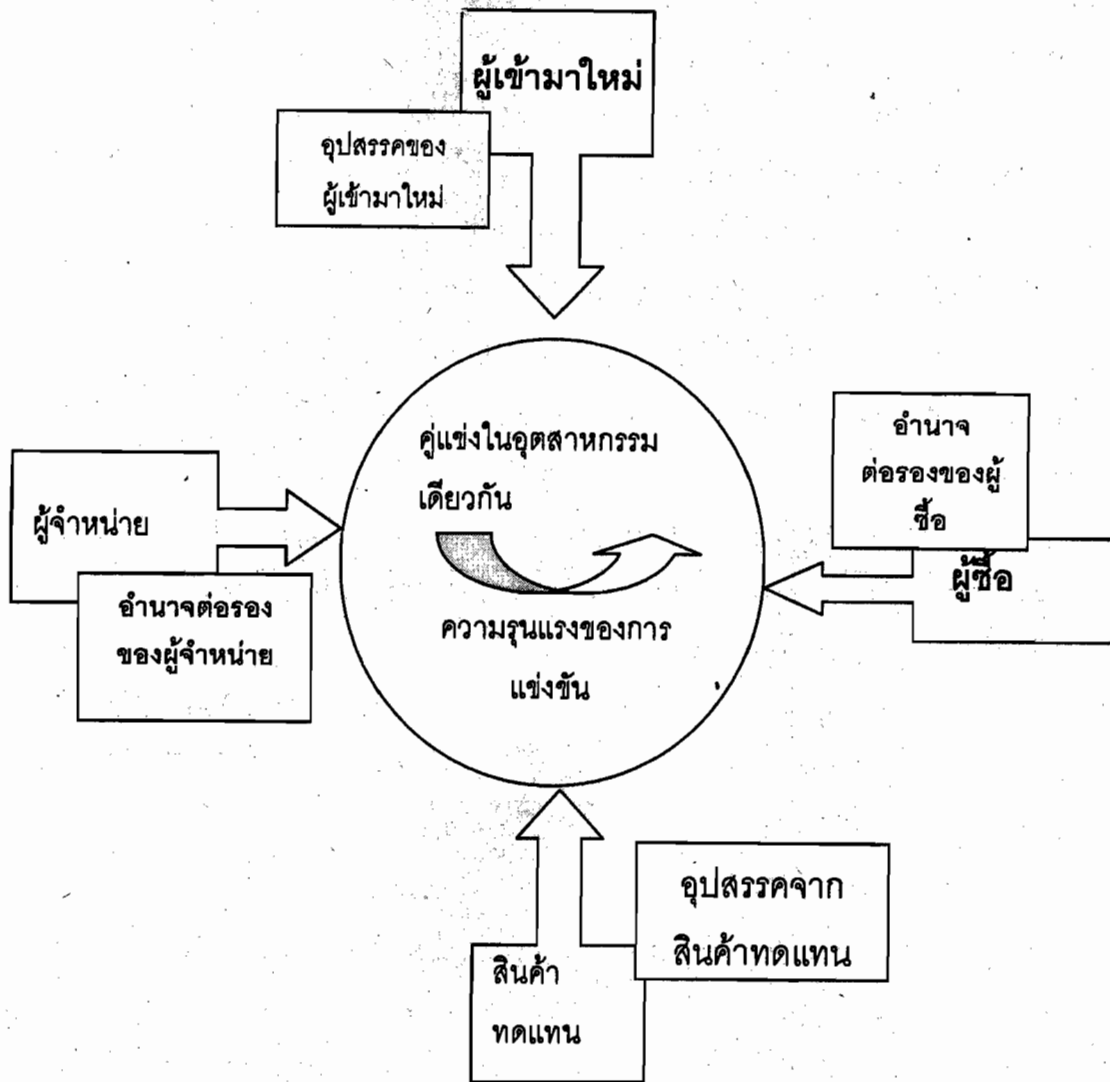 ผู้เข้ามาใหม่
อุปสรรคของ
ผู้เข้ามาใหม่
คู่แข่งในอุตสาหกรรม
เดียวกัน
ความรุนแรงของการ
แข่งขัน
ผู้จำหน่าย
อำนาจต่อรอง
ของผู้จำหน่าย
อำนาจ
ต่อรองของผู้
ซื้อ
ผู้ซื้อ
อุปสรรคจาก
สินค้าทดแทน
สินค้า
ทดแทน